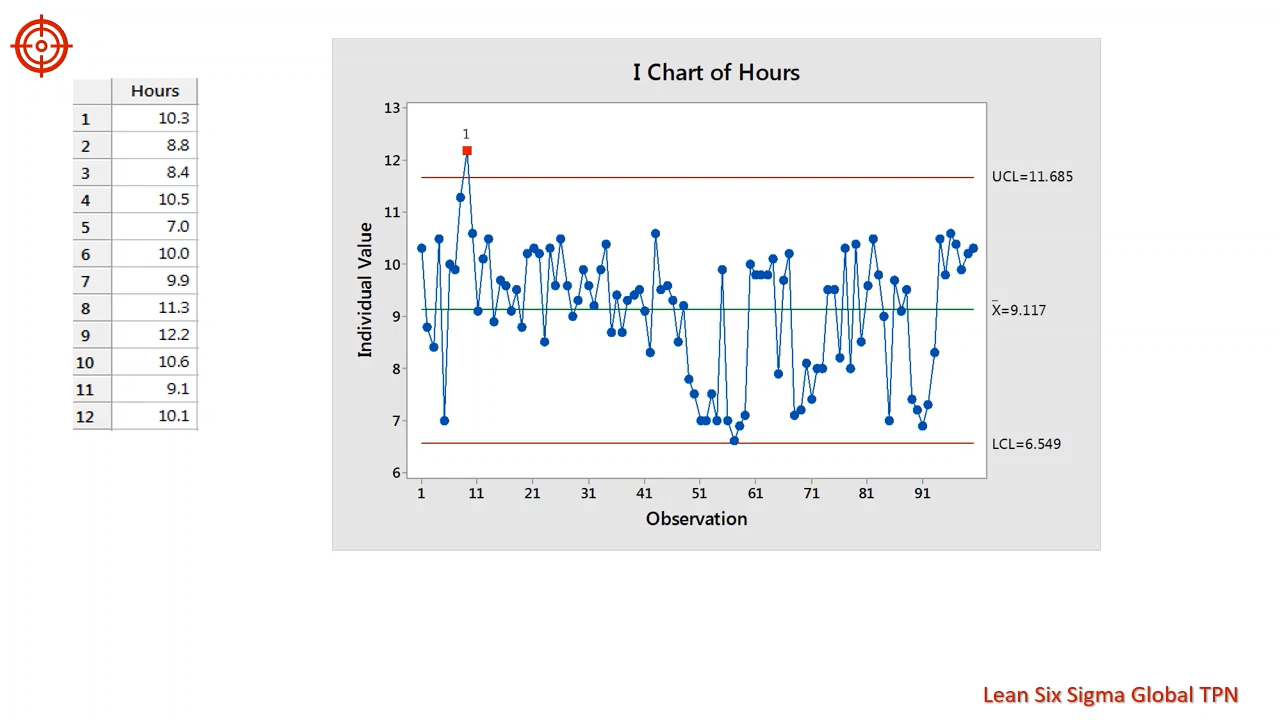 Hours
1 10.3
2 8.8
3 8.4
4 10.5
5 7.0
6 10.0
7 9.9
8 11.3
9 12.2
10 10.6
11 9.1
12 10.1
I Chart of Hours
13
12
11
10
9
8
7
6
Individual Value
1
UCL=11.685
X̄=9.117
LCL=6.549
1 11 21 31 41 51 61 71 81 91
Observation
Lean Six Sigma Global TPN